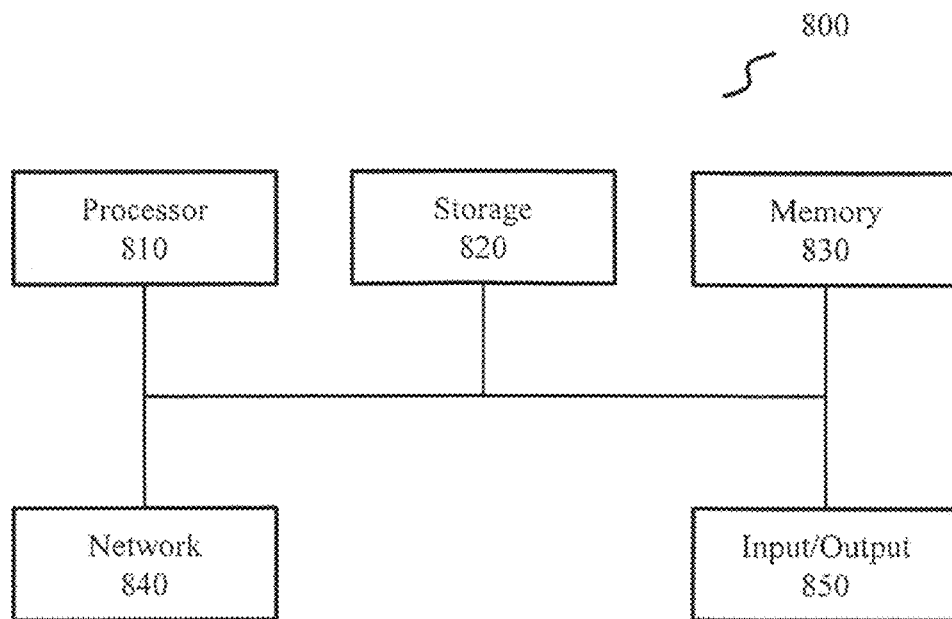 800
Processor
810
Storage
820
Memory
830
Network
840
Input/Output
850